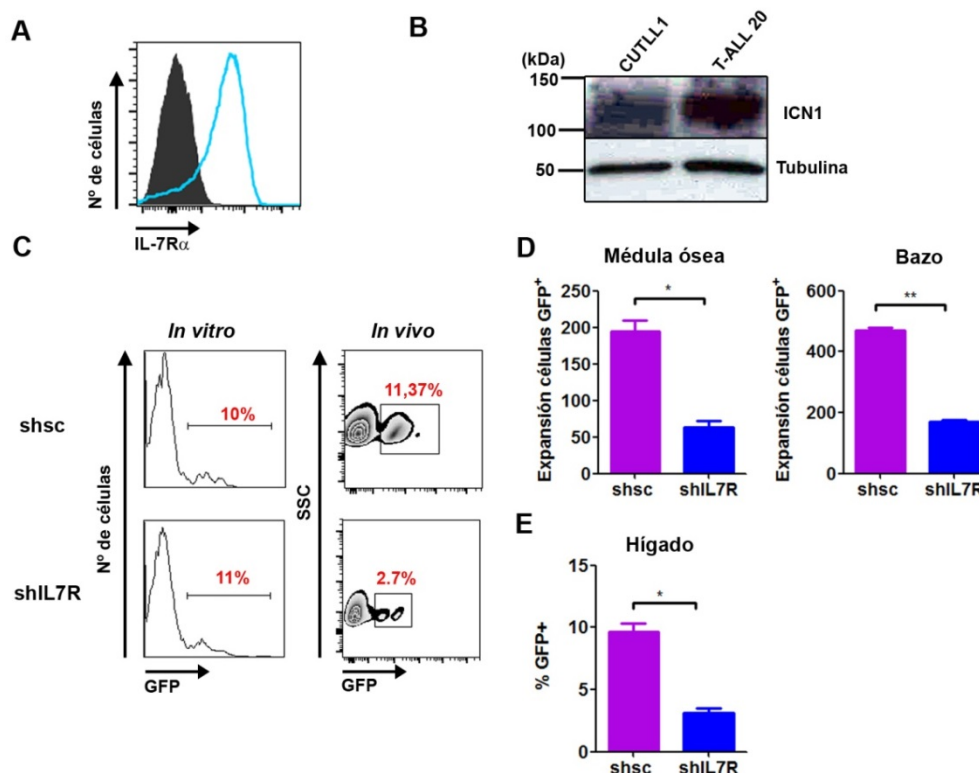 A
Nº de células
IL-7Rα
B
(kDa)
CUTLL1
T-ALL 20
150
100
50
ICN1
Tubulina
C
In vitro
In vivo
shsc
Nº de células
10%
SSC
11,37%
shIL7R
11%
2.7%
GFP
GFP
D
Médula ósea
Expansión células GFP+
250
200
150
100
50
0
*
shsc
shIL7R
Bazo
Expansión células GFP+
600
400
200
0
**
shsc
shIL7R
E
Hígado
% GFP+
15
10
5
0
*
shsc
shIL7R